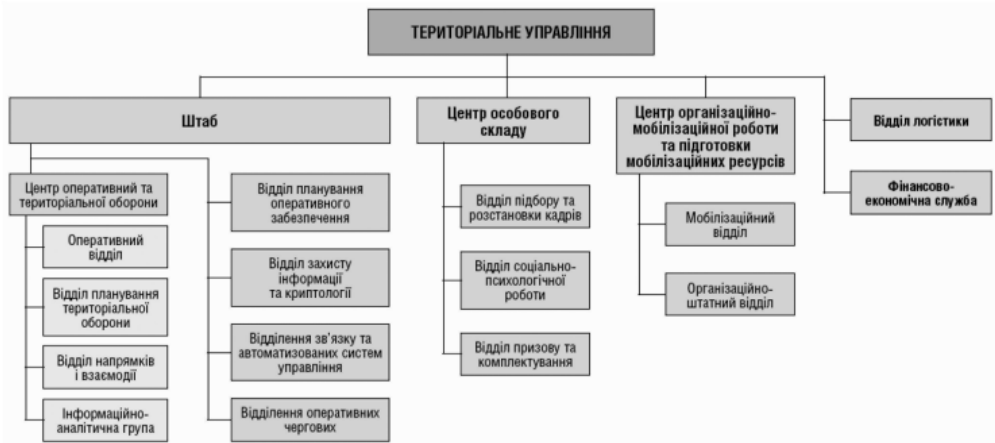 ТЕРИТОРІАЛЬНЕ УПРАВЛІННЯ
Штаб
Центр оперативний та
територіальної оборони
Оперативний
відділ
Відділ планування
територіальної
оборони
Відділ напрямків
і взаємодії
Інформаційно-
аналітична група
Відділ планування
оперативного
забезпечення
Відділ захисту
інформації
та криптології
Відділення зв'язку та
автоматизованих систем
управління
Відділення оперативних
чергових
Центр особового
складу
Відділ підбору та
розстановки кадрів
Відділ соціально-
психологічної
роботи
Відділ призову та
комплектування
Центр організаційно-
мобілізаційної роботи
та підготовки
мобілізаційних ресурсів
Мобілізаційний
відділ
Організаційно-
штатний відділ
Відділ логістики
Фінансово-
економічна служба